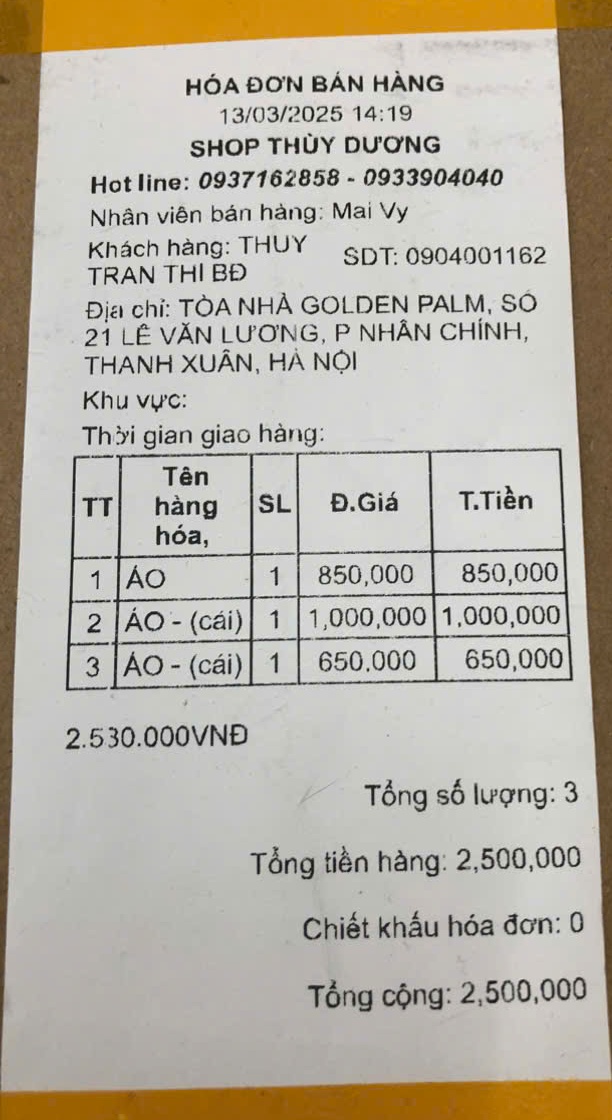 HÓA ĐƠN BÁN HÀNG
13/03/2025 14:19
SHOP THÙY DƯƠNG
Hot line: 0937162858 - 0933904040
Nhân viên bán hàng: Mai Vy
Khách hàng: THUY TRAN THI BĐ SDT: 0904001162
Địa chỉ: TÒA NHÀ GOLDEN PALM, SỐ
21 LÊ VĂN LƯƠNG, P NHÂN CHÍNH,
THANH XUÂN, HÀ NỘI
Khu vực:
Thời gian giao hàng:
TT Tên hàng hóa, SL Đ.Giá T.Tiền
1 ÁO 1 850,000 850,000
2 ÁO - (cái) 1 1,000,000 1,000,000
3 ÁO - (cái) 1 650,000 650,000
2.530.000VNĐ
Tổng số lượng: 3
Tổng tiền hàng: 2,500,000
Chiết khấu hóa đơn: 0
Tổng cộng: 2,500,000